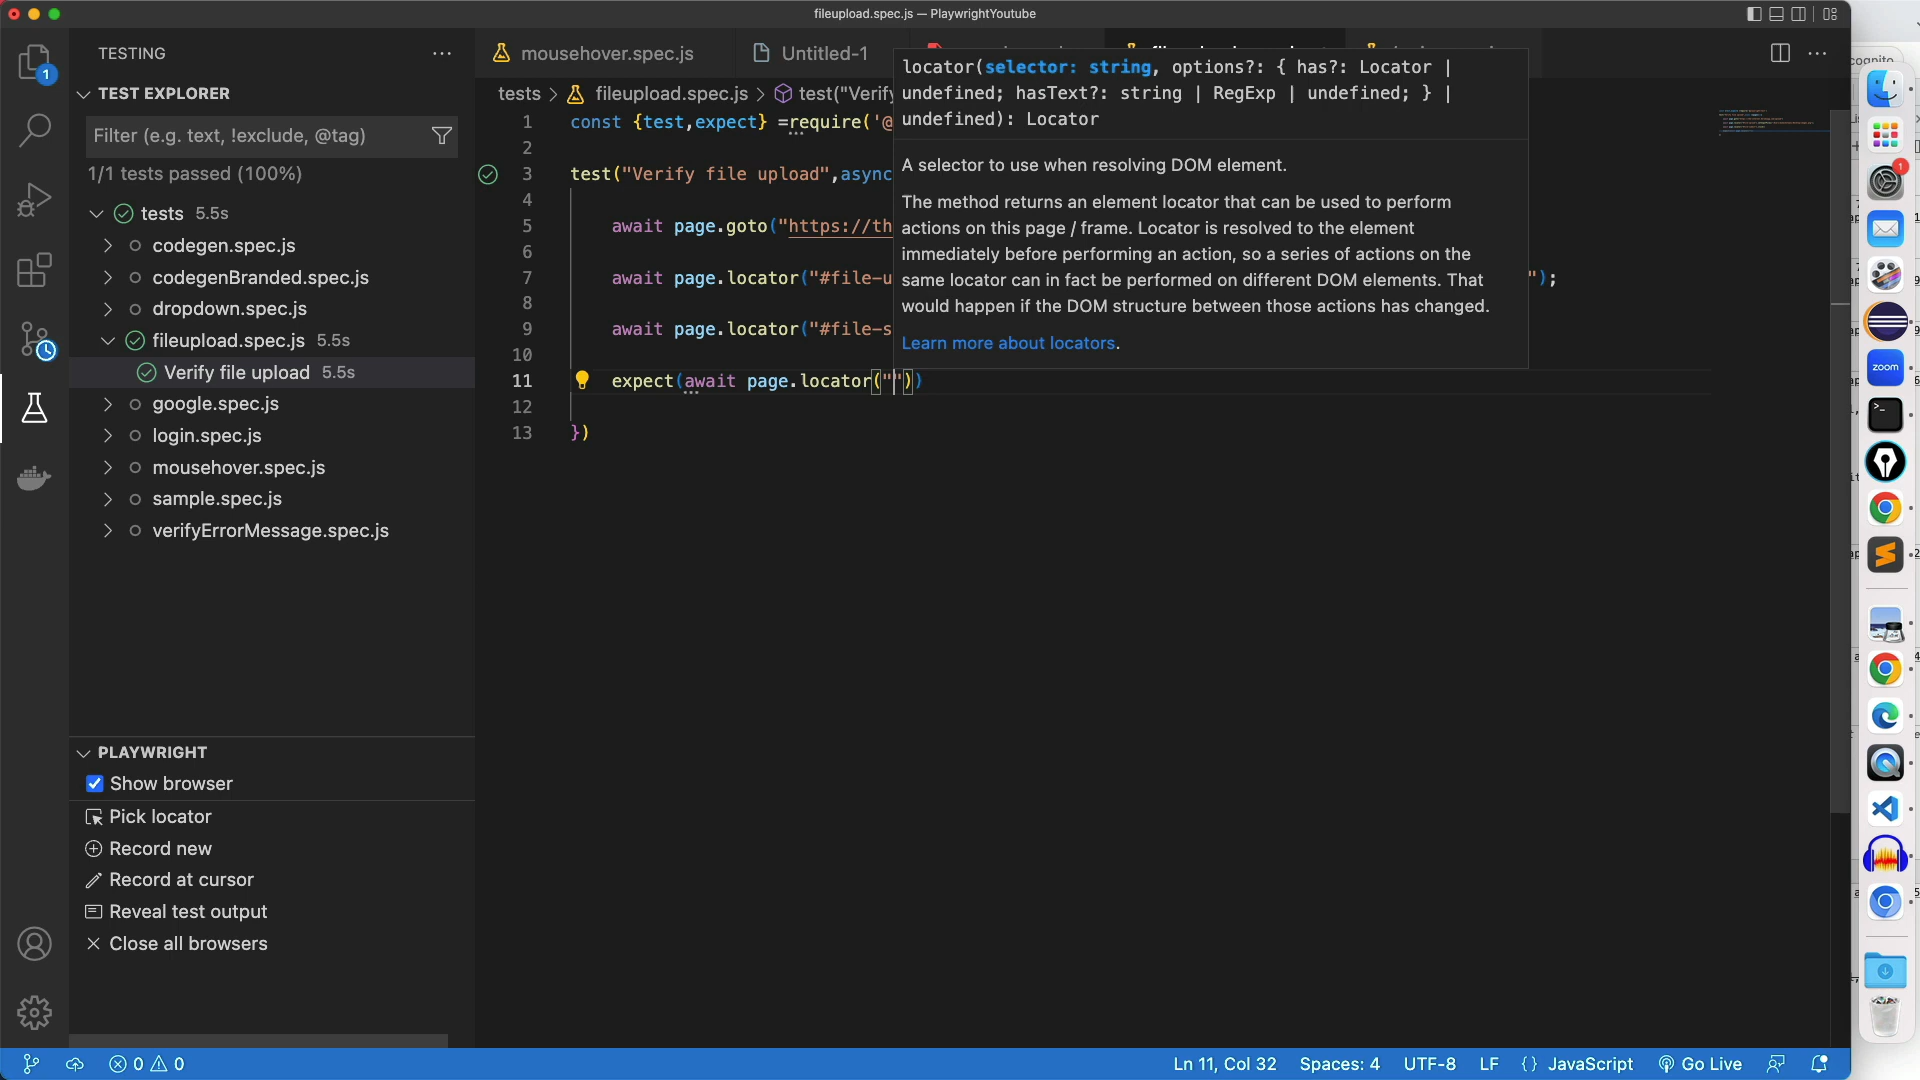 fileupload.spec.js — PlaywrightYoutube
TESTING
TEST EXPLORER
Filter (e.g. text, !exclude, @tag)
1/1 tests passed (100%)
tests 5.5s
codegen.spec.js
codegenBranded.spec.js
dropdown.spec.js
fileupload.spec.js 5.5s
Verify file upload 5.5s
google.spec.js
login.spec.js
mousehover.spec.js
sample.spec.js
verifyErrorMessage.spec.js
PLAYWRIGHT
Show browser
Pick locator
Record new
Record at cursor
Reveal test output
Close all browsers
mousehover.spec.js
Untitled-1
tests > fileupload.spec.js > test("Verify
1 const {test,expect} =require('@
2
3 test("Verify file upload",async
4
5 await page.goto("https://th
6
7 await page.locator("#file-u ");
8
9 await page.locator("#file-s
10
11 expect(await page.locator(""))
12
13 })
locator(selector: string, options?: { has?: Locator |
undefined; hasText?: string | RegExp | undefined; } |
undefined): Locator
A selector to use when resolving DOM element.
The method returns an element locator that can be used to perform
actions on this page / frame. Locator is resolved to the element
immediately before performing an action, so a series of actions on the
same locator can in fact be performed on different DOM elements. That
would happen if the DOM structure between those actions has changed.
Learn more about locators.
1
1
zoom
0 0
Ln 11, Col 32 Spaces: 4 UTF-8 LF {} JavaScript Go Live